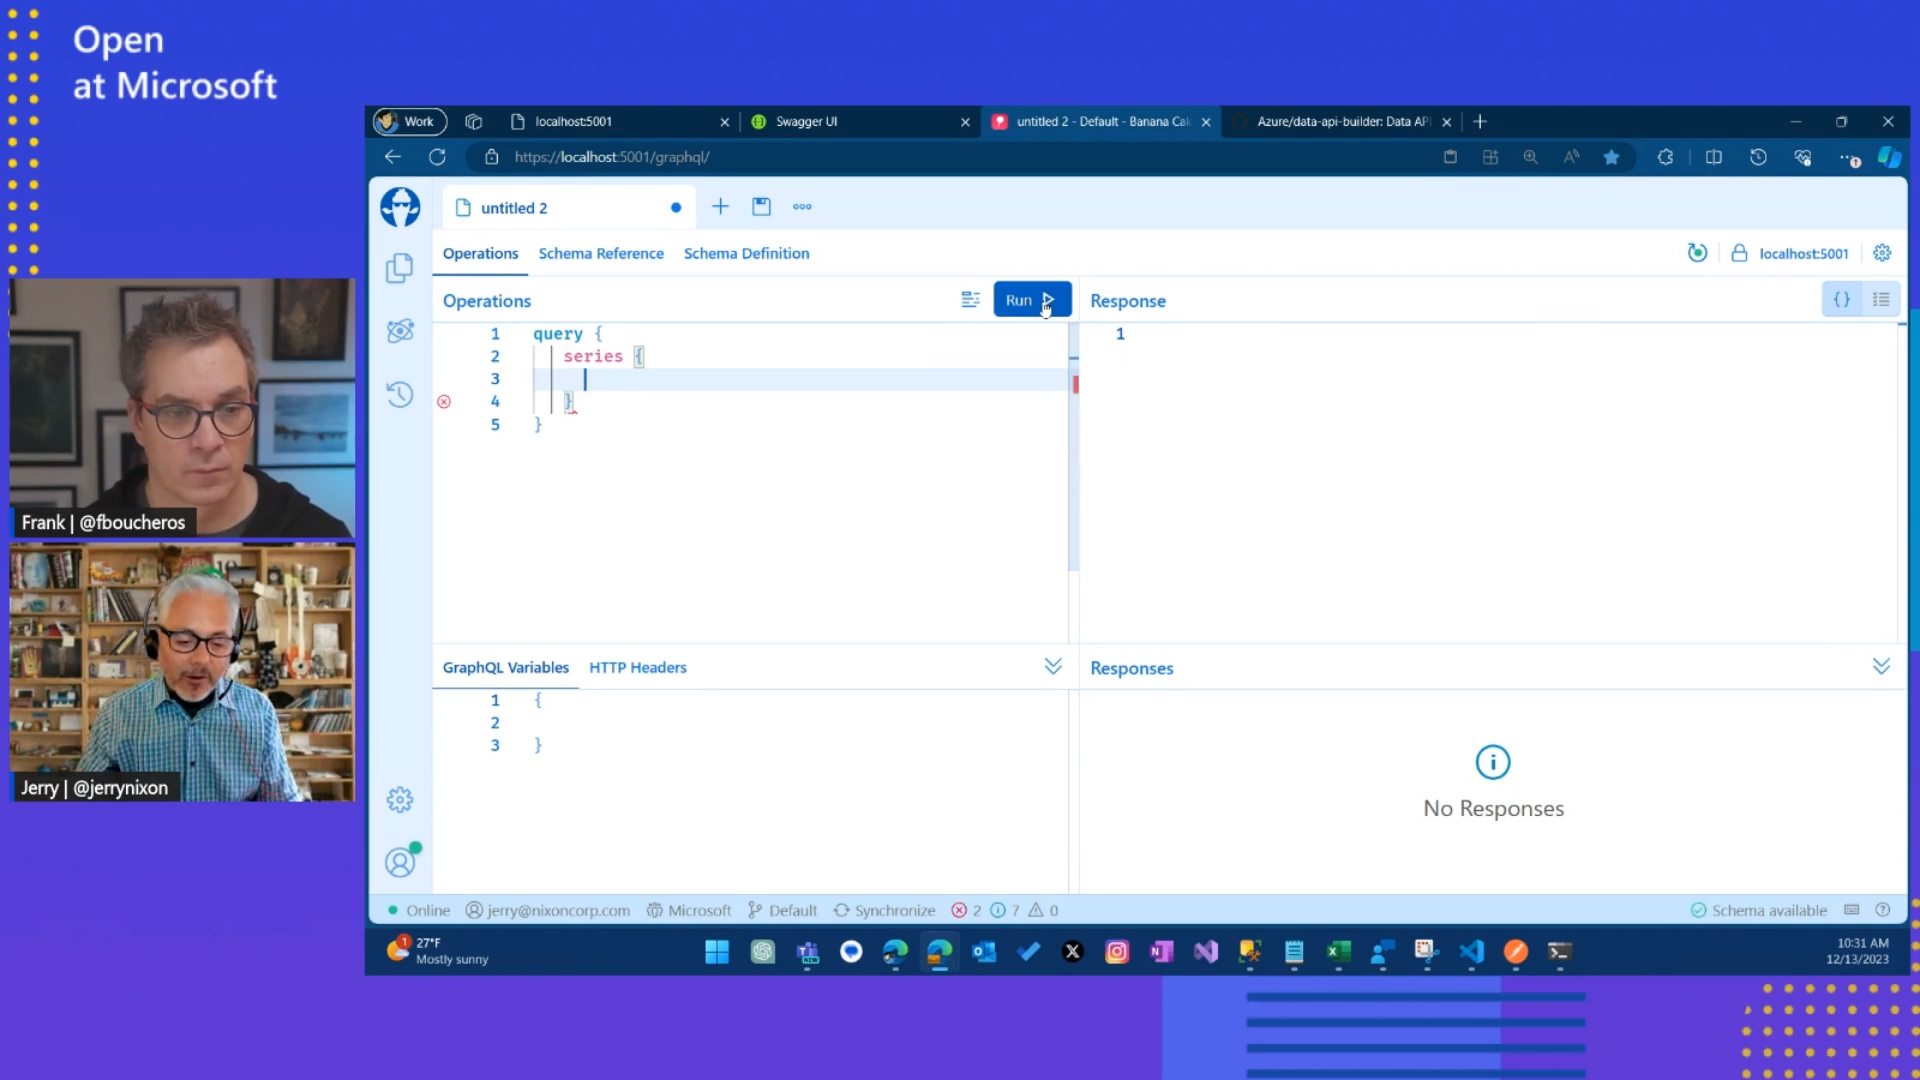 Open
at Microsoft
Work
localhost:5001
Swagger UI
untitled 2 - Default - Banana Cak
Azure/data-api-builder: Data AP
https://localhost:5001/graphql/
untitled 2
Operations
Schema Reference
Schema Definition
localhost:5001
Operations
Run
Response
1 query {
2 series {
3
4 }
5 }
1
GraphQL Variables
HTTP Headers
Responses
1 {
2
3 }
No Responses
Frank | @fboucheros
Jerry | @jerrynixon
Online
jerry@nixoncorp.com
Microsoft
Default
Synchronize
2
7
0
Schema available
1
27°F
Mostly sunny
10:31 AM
12/13/2023